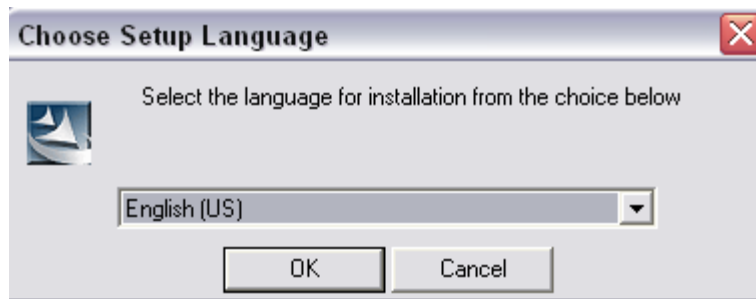 Choose Setup Language
Select the language for installation from the choice below
English (US)
OK
Cancel